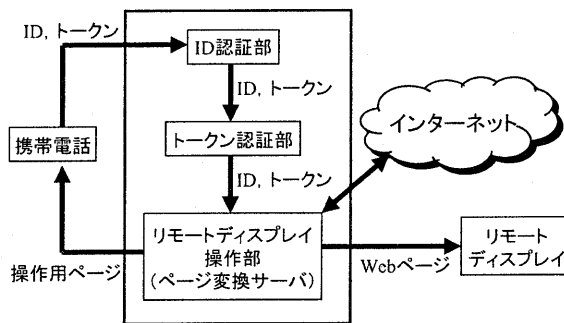 ID, トークン
ID認証部
ID, トークン
インターネット
携帯電話
トークン認証部
ID, トークン
リモートディスプレイ
操作部
(ページ変換サーバ)
操作用ページ
Webページ
リモート
ディスプレイ